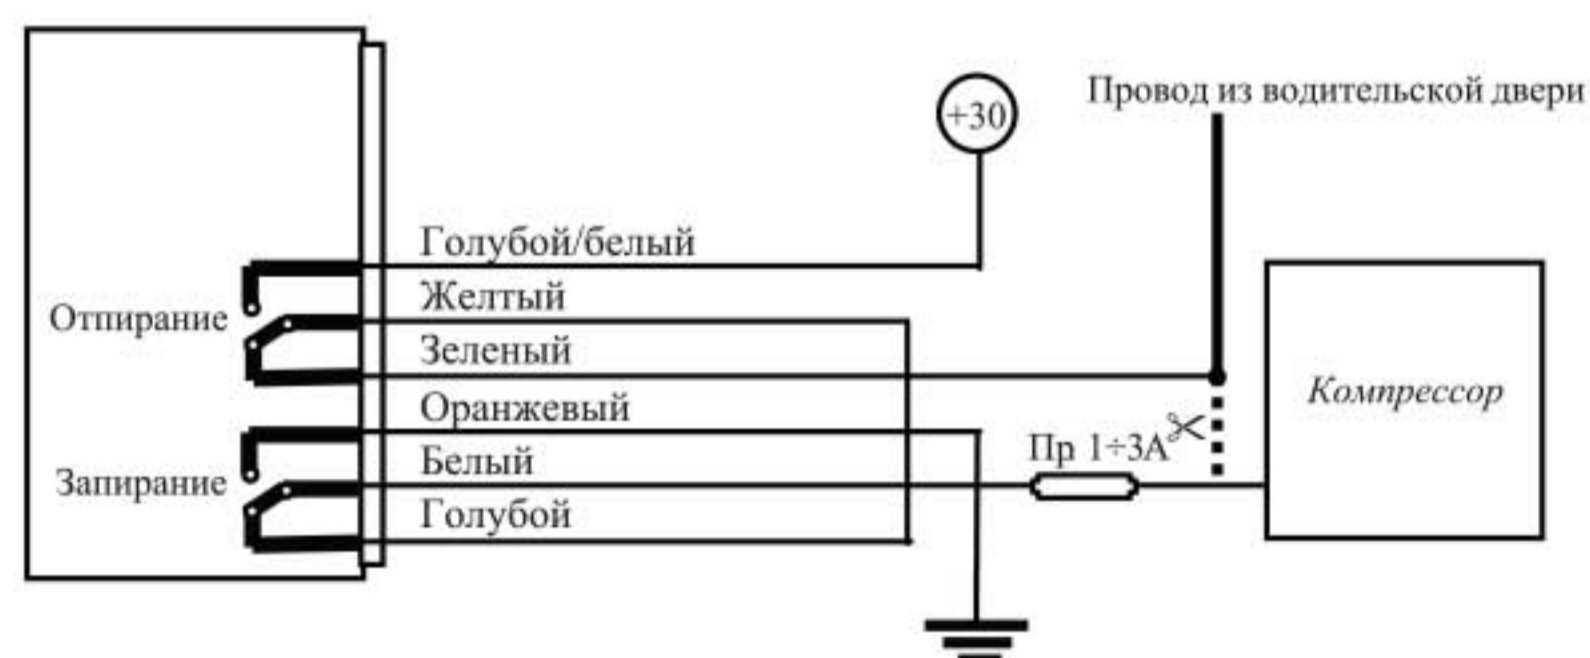 +30
Провод из водительской двери
Голубой/белый
Желтый
Отпирание
Зеленый
Оранжевый
Компрессор
Пр 1÷3А
Белый
Запирание
Голубой